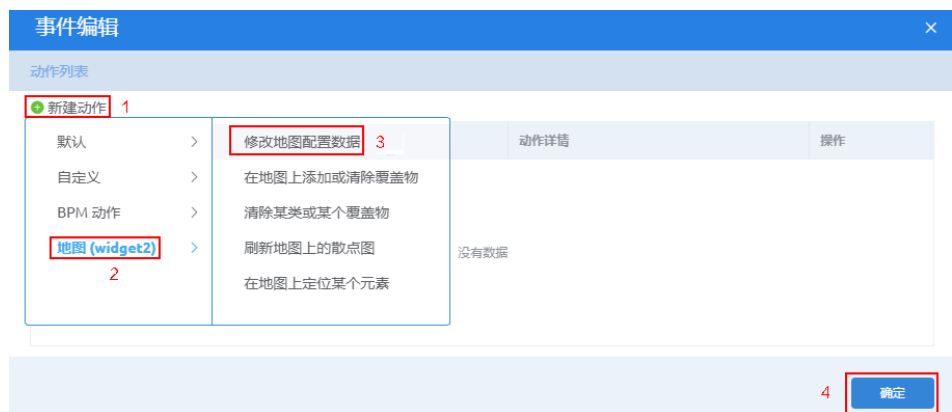 事件编辑
×
动作列表
新建动作 1
默认 >
修改地图配置数据 3
动作详情
操作
自定义 >
在地图上添加或清除覆盖物
BPM 动作 >
清除某类或某个覆盖物
地图 (widget2) >
刷新地图上的散点图
没有数据
2
在地图上定位某个元素
4 确定